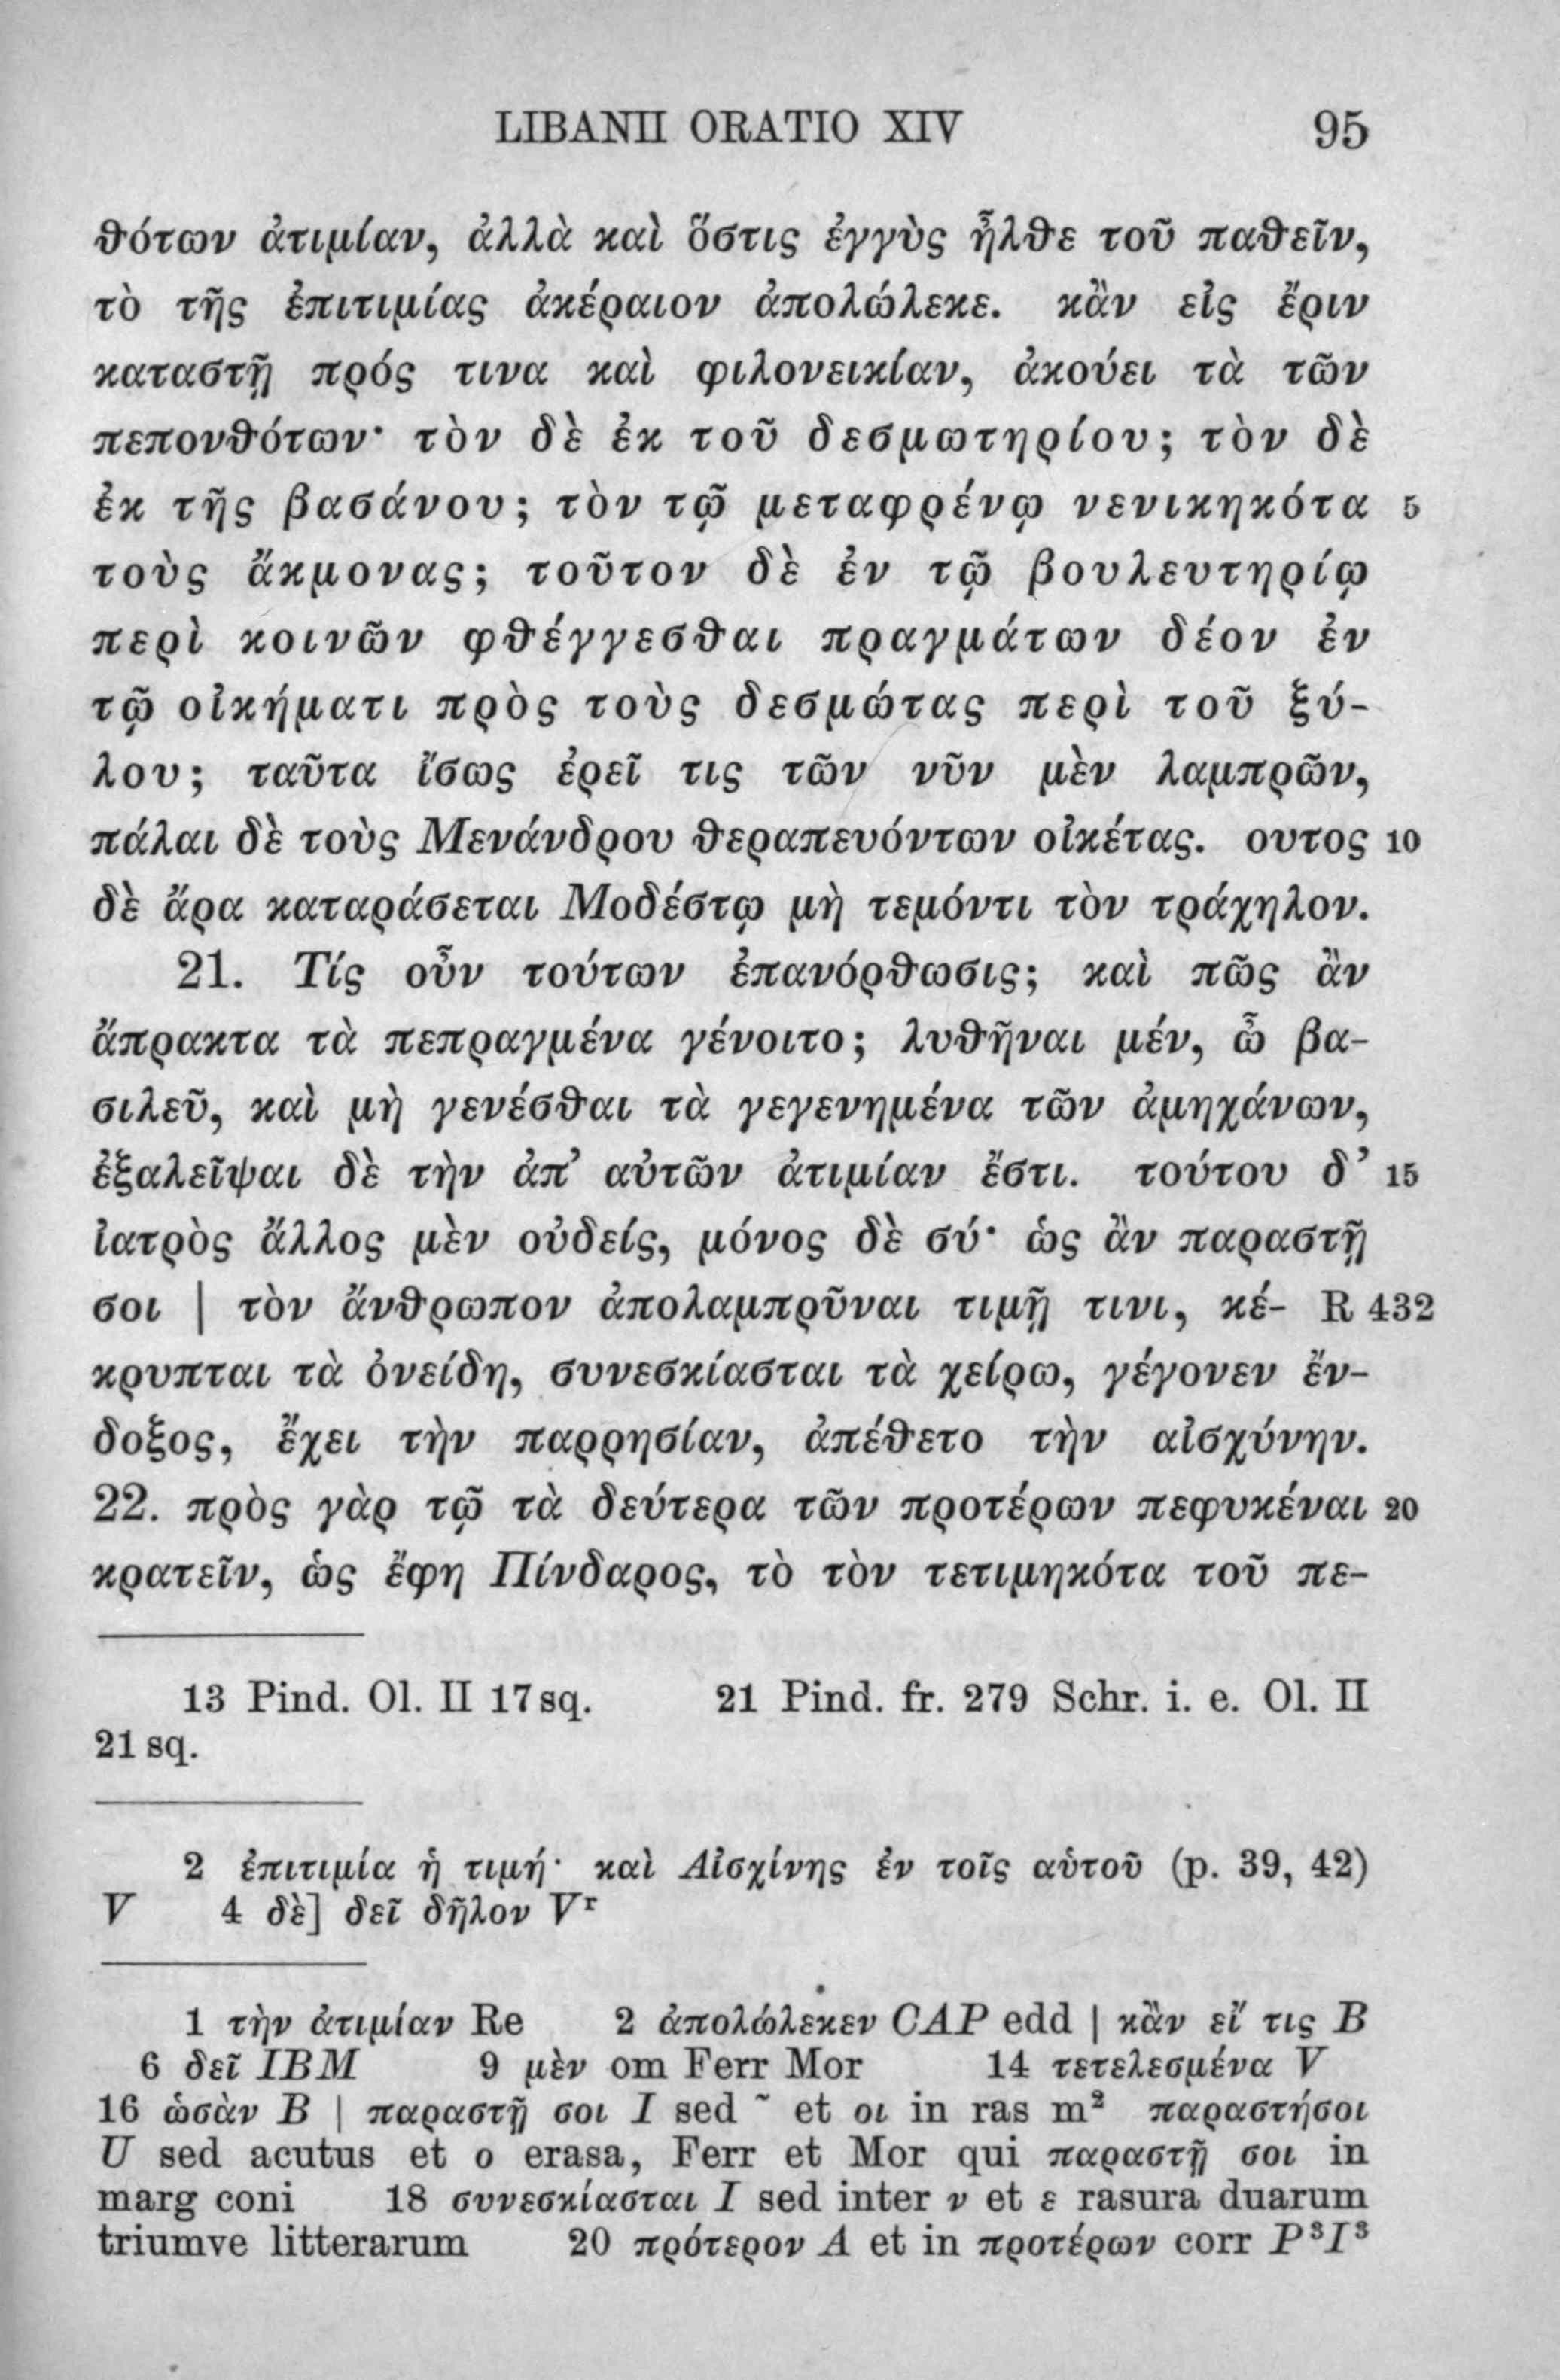 LIBANII ORATIO XIV 95
θότων ἀτιμίαν, ἀλλὰ καὶ ὅστις ἐγγὺς ἦλθε τοῦ παθεῖν,
τὸ τῆς ἐπιτιμίας ἀκέραιον ἀπολώλεκε. κἂν εἰς ἔριν
καταστῇ πρός τινα καὶ φιλονεικίαν, ἀκούει τὰ τῶν
πεπονθότων· τὸν δὲ ἐκ τοῦ δεσμωτηρίου; τὸν δὲ
ἐκ τῆς βασάνου; τὸν τῷ μεταφρένῳ νενικηκότα 5
τοὺς ἄκμονας; τοῦτον δὲ ἐν τῷ βουλευτηρίῳ
περὶ κοινῶν φθέγγεσθαι πραγμάτων δέον ἐν
τῷ οἰκήματι πρὸς τοὺς δεσμώτας περὶ τοῦ ξύ-
λου; ταῦτα ἴσως ἐρεῖ τις τῶν νῦν μὲν λαμπρῶν,
πάλαι δὲ τοὺς Μενάνδρου θεραπευόντων οἰκέτας. ουτος 10
δὲ ἄρα καταράσεται Μοδέστῳ μὴ τεμόντι τὸν τράχηλον.
21. Τίς οὖν τούτων ἐπανόρθωσις; καὶ πῶς ἂν
ἄπρακτα τὰ πεπραγμένα γένοιτο; λυθῆναι μέν, ὦ βα-
σιλεῦ, καὶ μὴ γενέσθαι τὰ γεγενημένα τῶν ἀμηχάνων,
ἐξαλεῖψαι δὲ τὴν ἀπ’ αὐτῶν ἀτιμίαν ἔστι. τούτου δ’ 15
ἰατρὸς ἄλλος μὲν οὐδείς, μόνος δὲ σύ· ὡς ἂν παραστῇ
σοι | τὸν ἄνθρωπον ἀπολαμπρῦναι τιμῇ τινι, κέ- R 432
κρυπται τὰ ὀνείδη, συνεσκίασται τὰ χείρω, γέγονεν ἔν-
δοξος, ἔχει τὴν παρρησίαν, ἀπέθετο τὴν αἰσχύνην.
22. πρὸς γὰρ τῷ τὰ δεύτερα τῶν προτέρων πεφυκέναι 20
κρατεῖν, ὡς ἔφη Πίνδαρος, τὸ τὸν τετιμηκότα τοῦ πε-
13 Pind. Ol. II 17 sq. 21 Pind. fr. 279 Schr. i. e. Ol. II
21 sq.
2 ἐπιτιμία ἡ τιμή· καὶ Αἰσχίνης ἐν τοῖς αὑτοῦ (p. 39, 42)
V 4 δὲ] δεῖ δῆλον Vʳ
1 τὴν ἀτιμίαν Re 2 ἀπολώλεκεν CAP edd | κἂν εἴ τις B
6 δεῖ IBM 9 μὲν om Ferr Mor 14 τετελεσμένα V
16 ὡσὰν B | παραστῇ σοι I sed ~ et οι in ras m² παραστήσοι
U sed acutus et ο erasa, Ferr et Mor qui παραστῇ σοι in
marg coni 18 συνεσκίασται I sed inter ν et ε rasura duarum
triumve litterarum 20 πρότερον A et in προτέρων corr P³I³